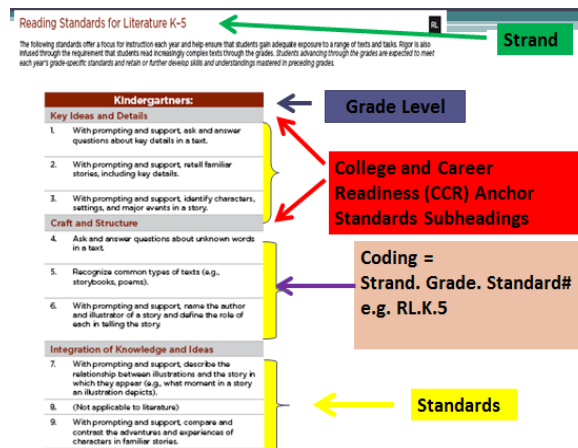 Reading Standards for Literature K-5
RL
Strand
The following standards offer a focus for instruction each year and help ensure that students gain adequate exposure to a range of texts and tasks. Rigor is also
infused through the requirement that students read increasingly complex texts through the grades. Students advancing through the grades are expected to meet
each year's grade-specific standards and retain or further develop skills and understandings mastered in preceding grades.
Kindergartners:
Grade Level
Key Ideas and Details
1. With prompting and support, ask and answer
questions about key details in a text.
2. With prompting and support, retell familiar
stories, including key details.
3. With prompting and support, identify characters,
settings, and major events in a story.
College and Career
Readiness (CCR) Anchor
Standards Subheadings
Craft and Structure
4. Ask and answer questions about unknown words
in a text.
5. Recognize common types of texts (e.g.,
storybooks, poems).
6. With prompting and support, name the author
and illustrator of a story and define the role of
each in telling the story.
Coding =
Strand. Grade. Standard#
e.g. RL.K.5
Integration of Knowledge and Ideas
7. With prompting and support, describe the
relationship between illustrations and the story in
which they appear (e.g., what moment in a story
an illustration depicts).
8. (Not applicable to literature)
9. With prompting and support, compare and
contrast the adventures and experiences of
characters in familiar stories.
Standards